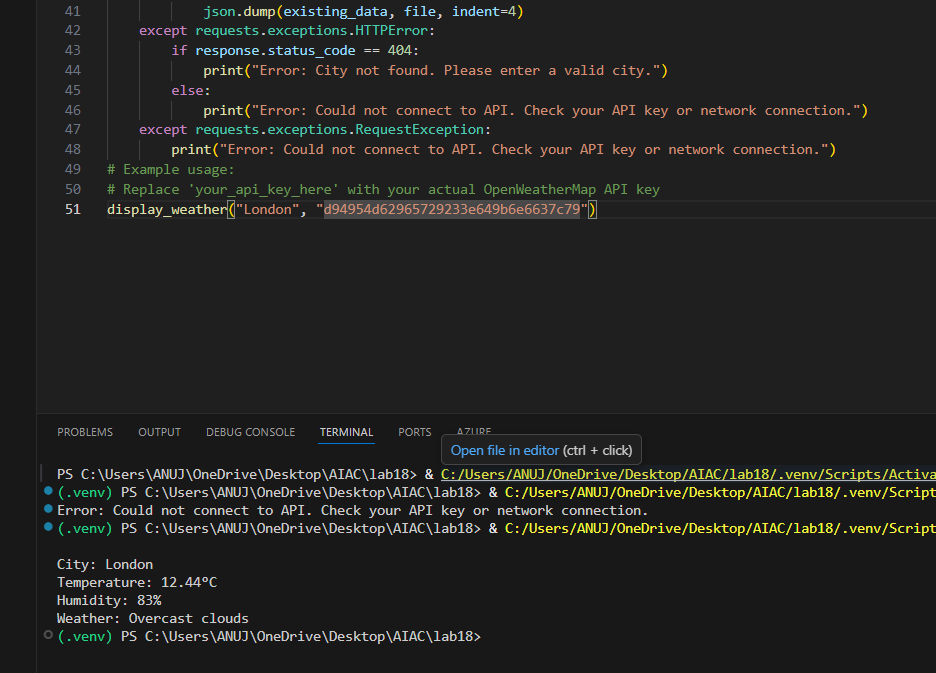 41 json.dump(existing_data, file, indent=4)
42 except requests.exceptions.HTTPError:
43 if response.status_code == 404:
44 print("Error: City not found. Please enter a valid city.")
45 else:
46 print("Error: Could not connect to API. Check your API key or network connection.")
47 except requests.exceptions.RequestException:
48 print("Error: Could not connect to API. Check your API key or network connection.")
49 # Example usage:
50 # Replace 'your_api_key_here' with your actual OpenWeatherMap API key
51 display_weather("London", "d94954d62965729233e649b6e6637c79")
PROBLEMS OUTPUT DEBUG CONSOLE TERMINAL PORTS AZURE
Open file in editor (ctrl + click)
PS C:\Users\ANUJ\OneDrive\Desktop\AIAC\lab18> & C:/Users/ANUJ/OneDrive/Desktop/AIAC/lab18/.venv/Scripts/Activa
(.venv) PS C:\Users\ANUJ\OneDrive\Desktop\AIAC\lab18> & C:/Users/ANUJ/OneDrive/Desktop/AIAC/lab18/.venv/Script
Error: Could not connect to API. Check your API key or network connection.
(.venv) PS C:\Users\ANUJ\OneDrive\Desktop\AIAC\lab18> & C:/Users/ANUJ/OneDrive/Desktop/AIAC/lab18/.venv/Script
City: London
Temperature: 12.44°C
Humidity: 83%
Weather: Overcast clouds
(.venv) PS C:\Users\ANUJ\OneDrive\Desktop\AIAC\lab18>